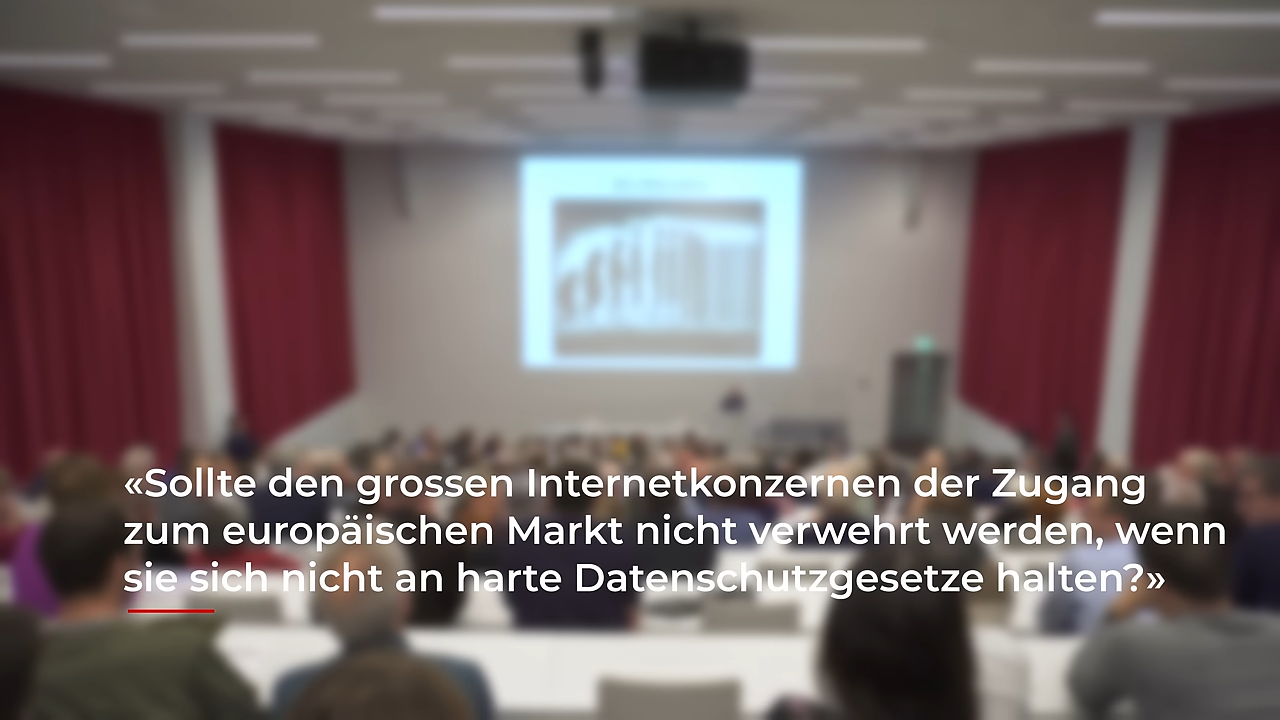 «Sollte den grossen Internetkonzernen der Zugang
zum europäischen Markt nicht verwehrt werden, wenn
sie sich nicht an harte Datenschutzgesetze halten?»